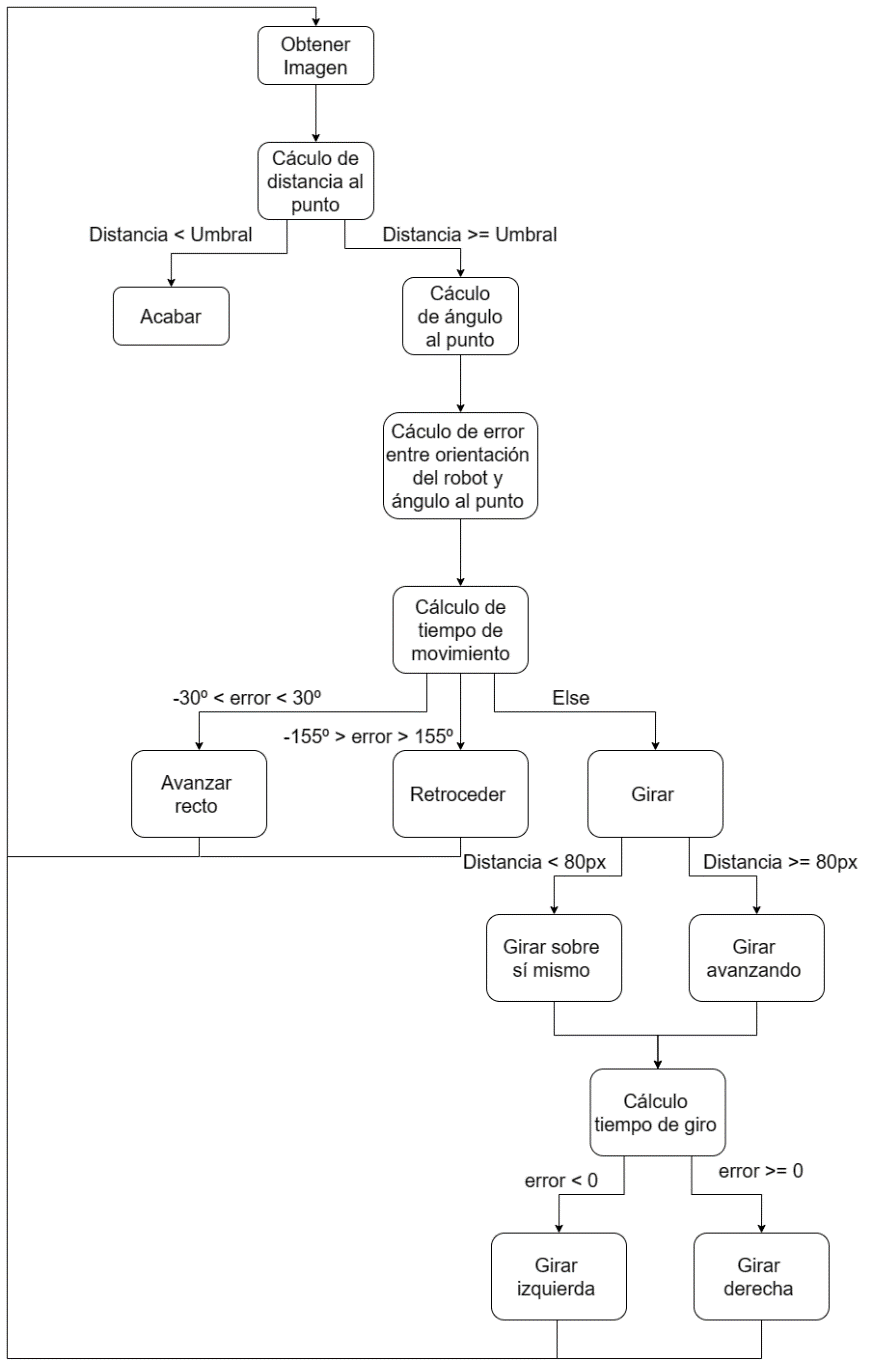 Obtener
Imagen
Cáculo de
distancia al
punto
Distancia < Umbral
Distancia >= Umbral
Acabar
Cáculo
de ángulo
al punto
Cáculo de error
entre orientación
del robot y
ángulo al punto
Cálculo de
tiempo de
movimiento
-30º < error < 30º
Else
-155º > error > 155º
Avanzar
recto
Retroceder
Girar
Distancia < 80px
Distancia >= 80px
Girar sobre
sí mismo
Girar
avanzando
Cálculo
tiempo de giro
error < 0
error >= 0
Girar
izquierda
Girar
derecha